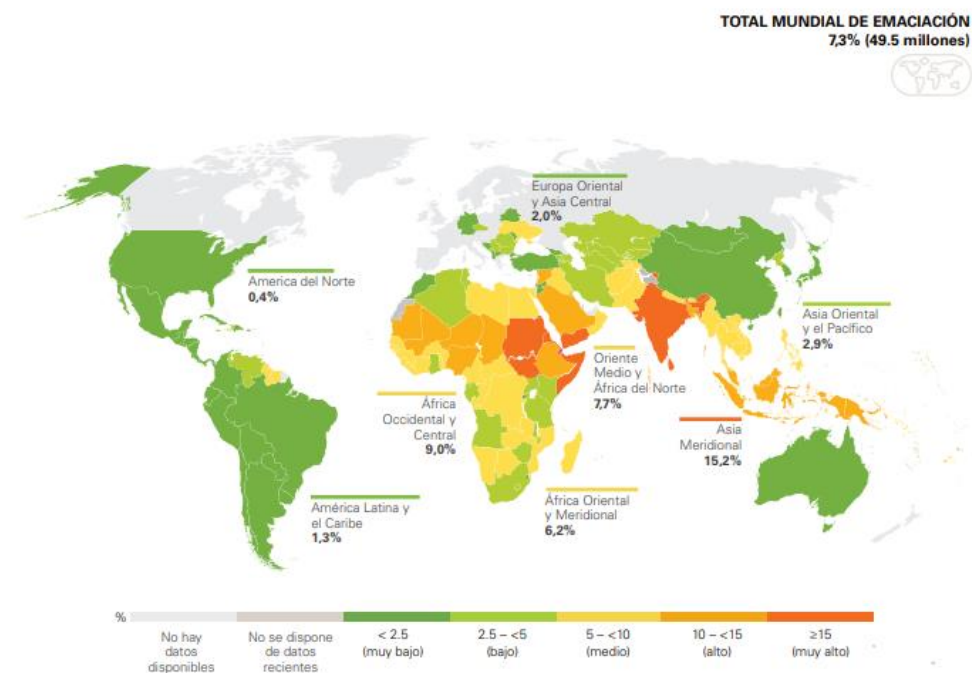 TOTAL MUNDIAL DE EMACIACIÓN
7,3% (49.5 millones)
Europa Oriental
y Asia Central
2,0%
America del Norte
0,4%
Asia Oriental
y el Pacífico
2,9%
Oriente
Medio y
África del Norte
7,7%
África
Occidental y
Central
9,0%
Asia
Meridional
15,2%
África Oriental
y Meridional
6,2%
América Latina y
el Caribe
1,3%
%
No hay
datos
disponibles
No se dispone
de datos
recientes
< 2.5
(muy bajo)
2.5 – <5
(bajo)
5 – <10
(medio)
10 – <15
(alto)
≥15
(muy alto)